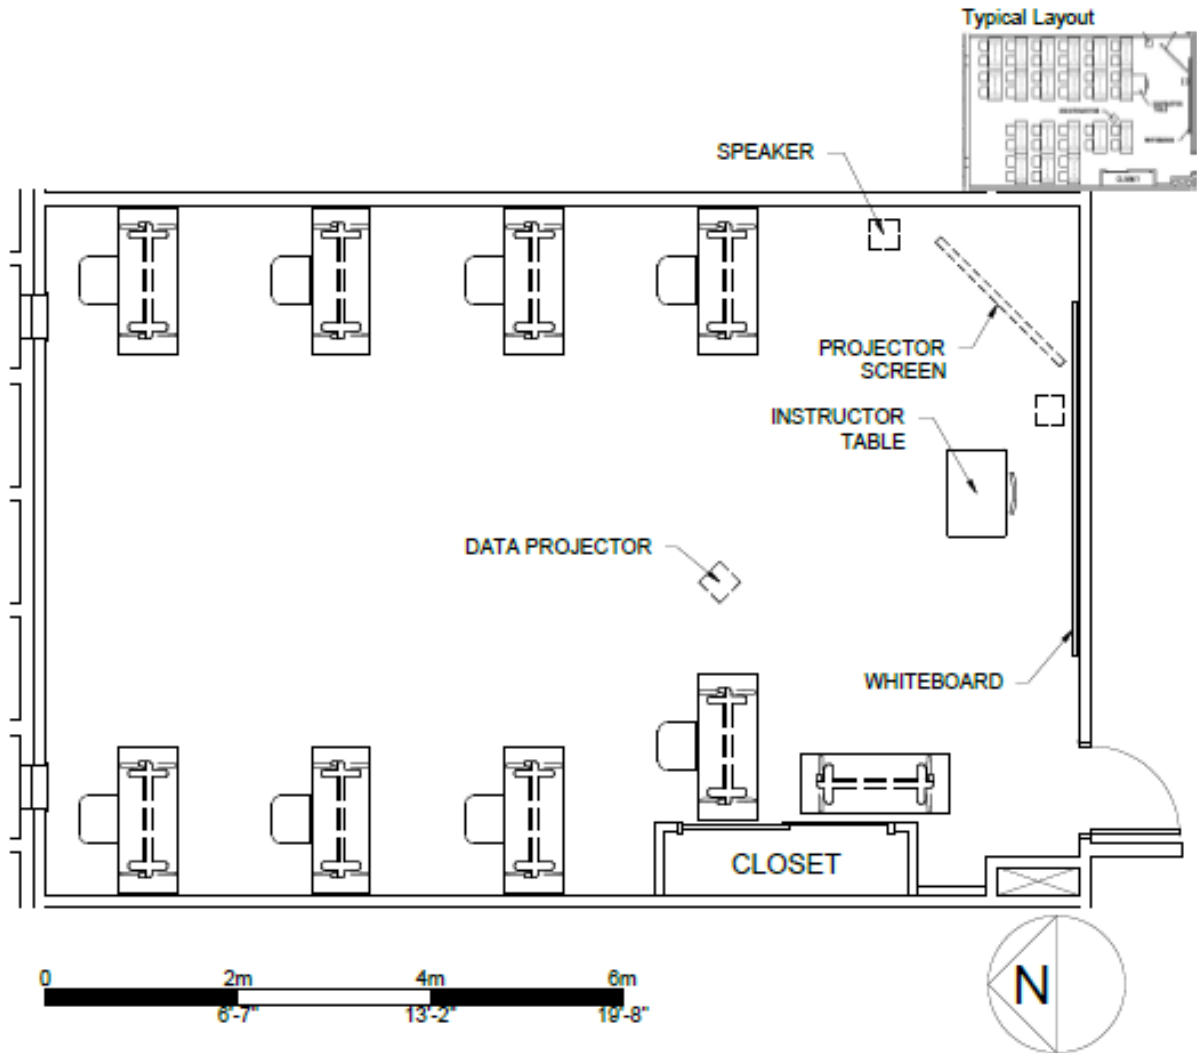 Typical Layout
SPEAKER
PROJECTOR
SCREEN
INSTRUCTOR
TABLE
DATA PROJECTOR
WHITEBOARD
CLOSET
0 2m 4m 6m
6'-7" 13'-2" 19'-8"
N